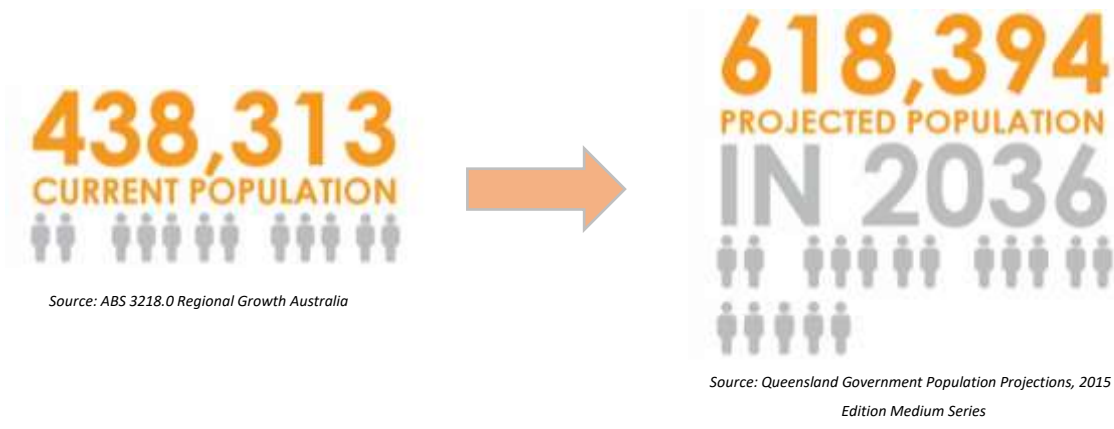 438,313
CURRENT POPULATION
Source: ABS 3218.0 Regional Growth Australia
618,394
PROJECTED POPULATION
IN 2036
Source: Queensland Government Population Projections, 2015
Edition Medium Series